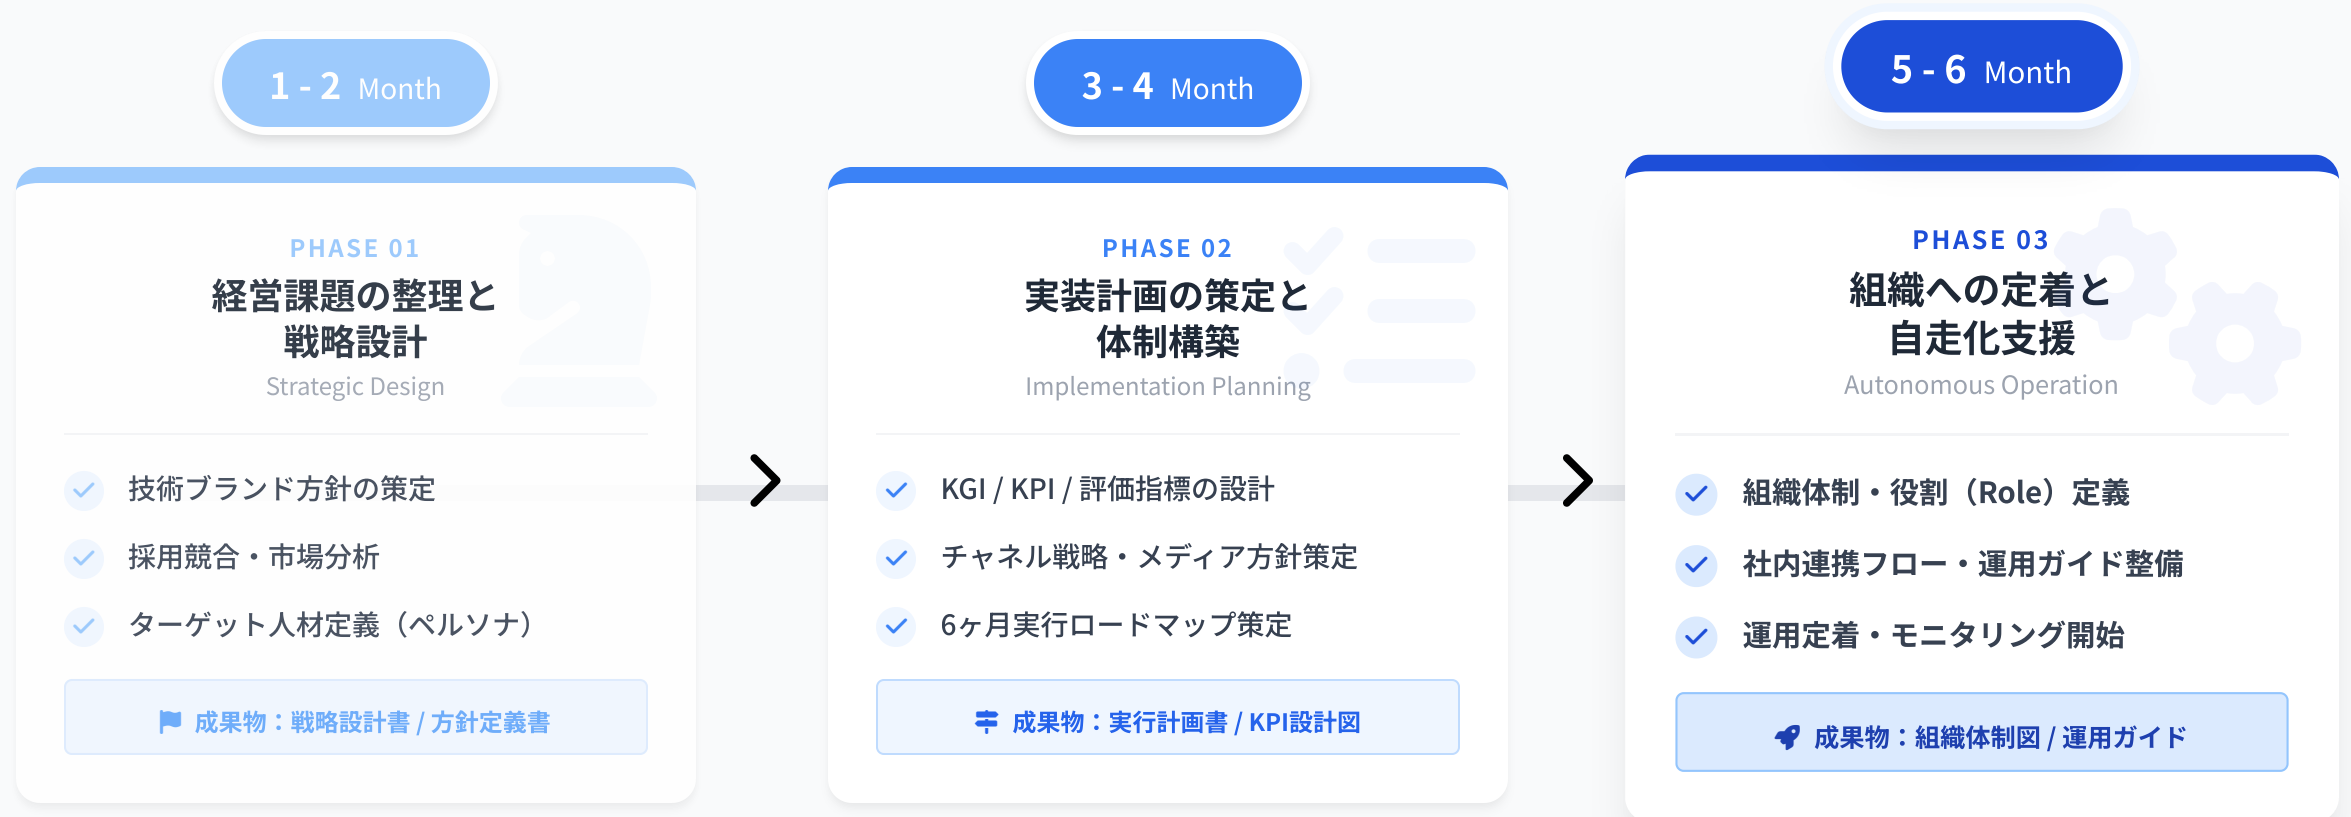 1 - 2 Month
PHASE 01
経営課題の整理と
戦略設計
Strategic Design
技術ブランド方針の策定
採用競合・市場分析
ターゲット人材定義（ペルソナ）
成果物：戦略設計書 / 方針定義書
3 - 4 Month
PHASE 02
実装計画の策定と
体制構築
Implementation Planning
KGI / KPI / 評価指標の設計
チャネル戦略・メディア方針策定
6ヶ月実行ロードマップ策定
成果物：実行計画書 / KPI設計図
5 - 6 Month
PHASE 03
組織への定着と
自走化支援
Autonomous Operation
組織体制・役割（Role）定義
社内連携フロー・運用ガイド整備
運用定着・モニタリング開始
成果物：組織体制図 / 運用ガイド